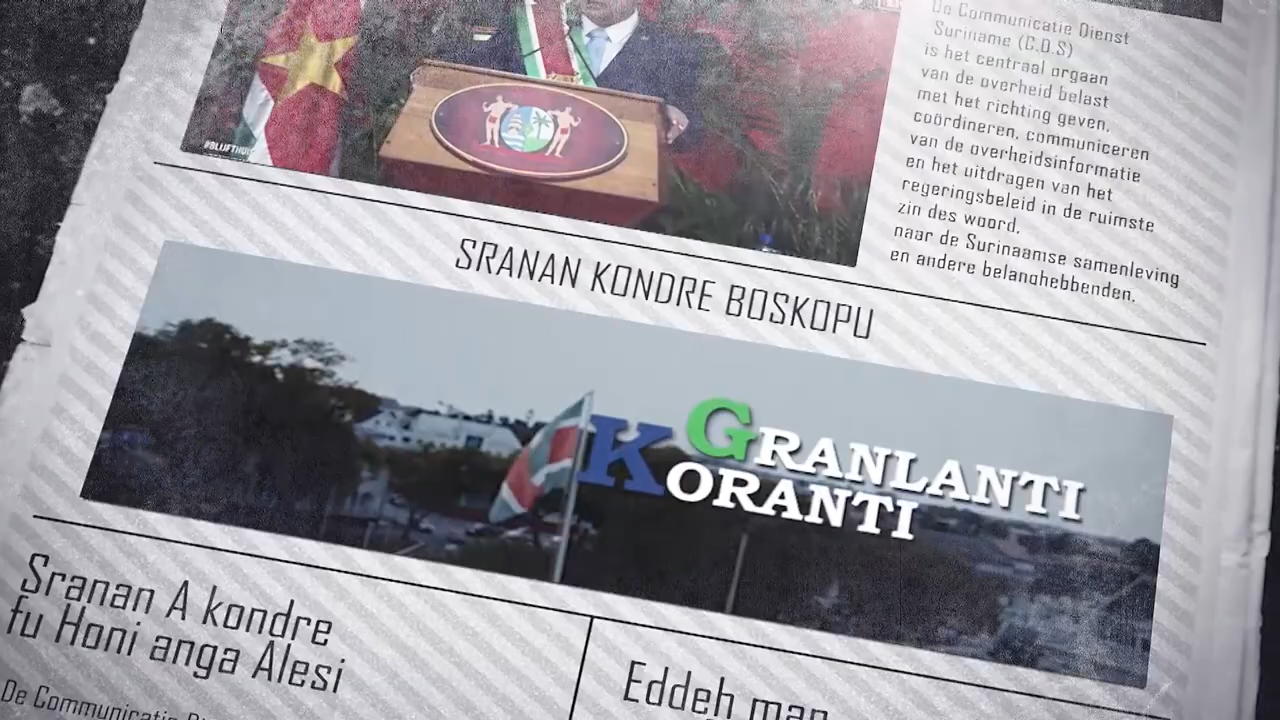 De Communicatie Dienst
Suriname (C.D.S)
is het centraal orgaan
van de overheid belast
met het richting geven,
coördineren, communiceren
van de overheidsinformatie
en het uitdragen van het
regeringsbeleid in de ruimste
zin des woord,
naar de Surinaamse samenleving
en andere belanghebbenden.
SRANAN KONDRE BOSKOPU
GRANLANTI
KORANTI
Sranan A kondre
fu Honi anga Alesi
De Communicatie
Eddeh man